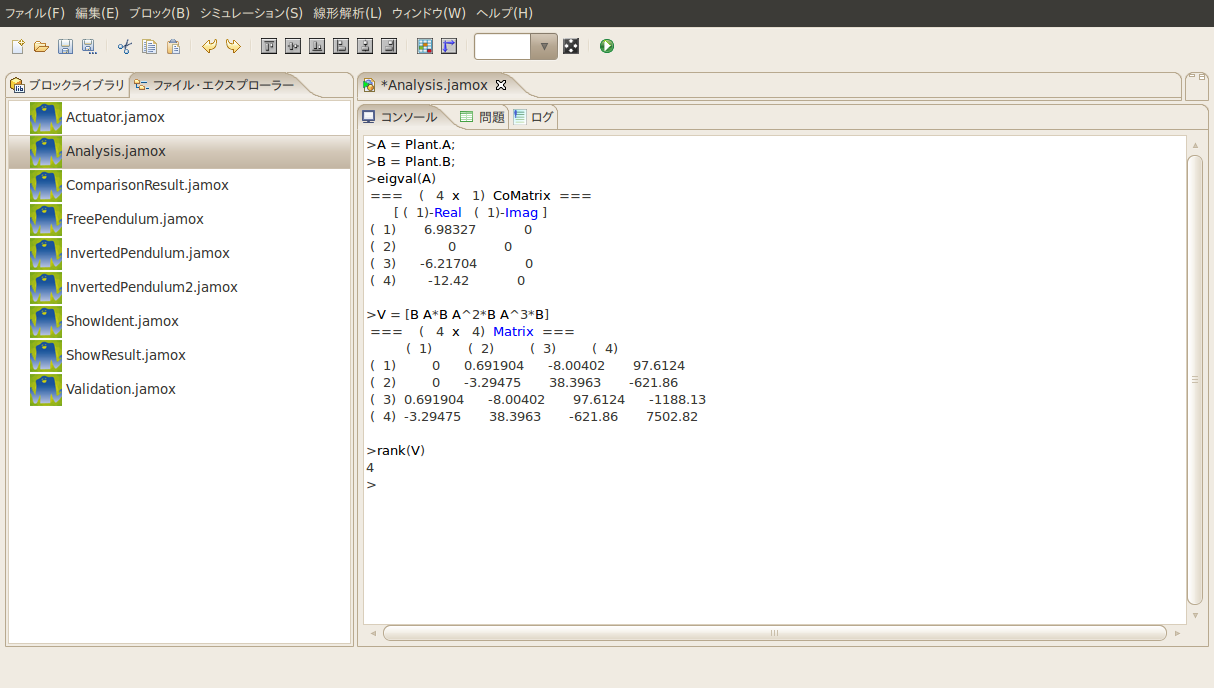 ファイル(F) 編集(E) ブロック(B) シミュレーション(S) 線形解析(L) ウィンドウ(W) ヘルプ(H)
ブロックライブラリ ファイル・エクスプローラー
Actuator.jamox
Analysis.jamox
ComparisonResult.jamox
FreePendulum.jamox
InvertedPendulum.jamox
InvertedPendulum2.jamox
ShowIdent.jamox
ShowResult.jamox
Validation.jamox
*Analysis.jamox
コンソール 問題 ログ
>A = Plant.A;
>B = Plant.B;
>eigval(A)
=== ( 4 x 1) CoMatrix ===
[ ( 1)-Real ( 1)-Imag ]
( 1) 6.98327 0
( 2) 0 0
( 3) -6.21704 0
( 4) -12.42 0
>V = [B A*B A^2*B A^3*B]
=== ( 4 x 4) Matrix ===
( 1) ( 2) ( 3) ( 4)
( 1) 0 0.691904 -8.00402 97.6124
( 2) 0 -3.29475 38.3963 -621.86
( 3) 0.691904 -8.00402 97.6124 -1188.13
( 4) -3.29475 38.3963 -621.86 7502.82
>rank(V)
4
>